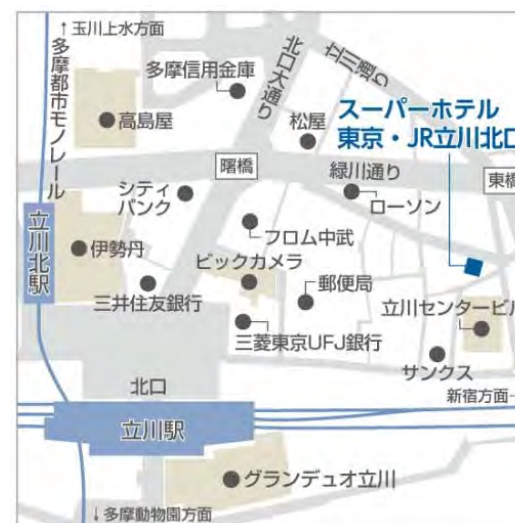 ↑玉川上水方面
多摩都市モノレール
多摩信用金庫
北口大通り
立川通り
高島屋
松屋
スーパーホテル
東京・JR立川北口
曙橋
緑川通り
東橋
シティ
バンク
ローソン
立川北駅
伊勢丹
フロム中武
ビックカメラ
三井住友銀行
郵便局
立川センタービル
三菱東京UFJ銀行
サンクス
北口
新宿方面
立川駅
グランデュオ立川
↓多摩動物園方面